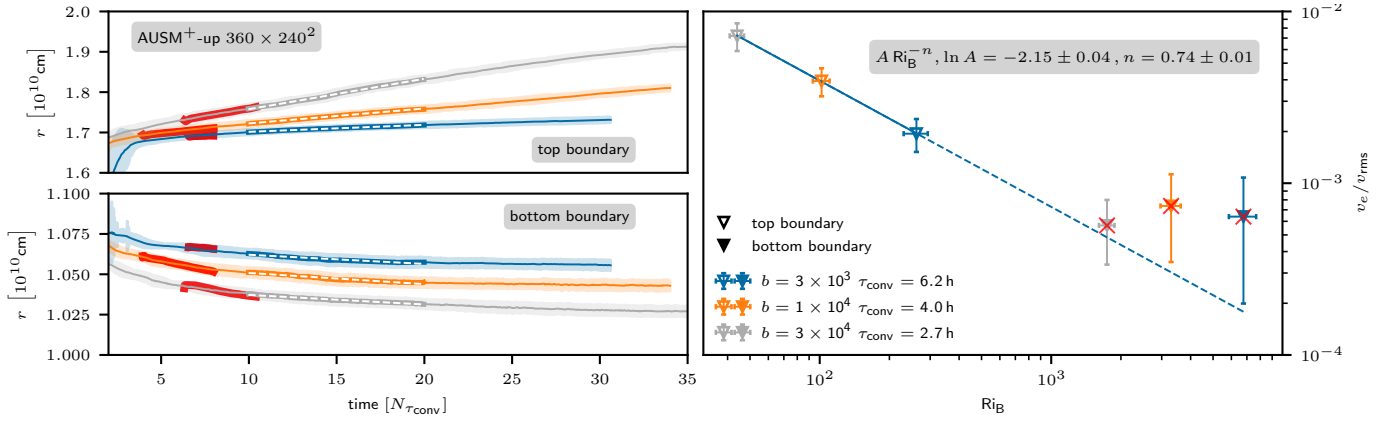 AUSM⁺-up 360 × 240²
r [10¹⁰cm]
2.0
1.9
1.8
1.7
1.6
top boundary
r [10¹⁰cm]
1.100
1.075
1.050
1.025
1.000
bottom boundary
5 10 15 20 25 30 35
time [N_τconv]
A Ri_B^−n, ln A = −2.15 ± 0.04 , n = 0.74 ± 0.01
top boundary
bottom boundary
b = 3 × 10³ τconv = 6.2 h
b = 1 × 10⁴ τconv = 4.0 h
b = 3 × 10⁴ τconv = 2.7 h
10² 10³
Ri_B
10⁻²
10⁻³
10⁻⁴
v_e/v_rms